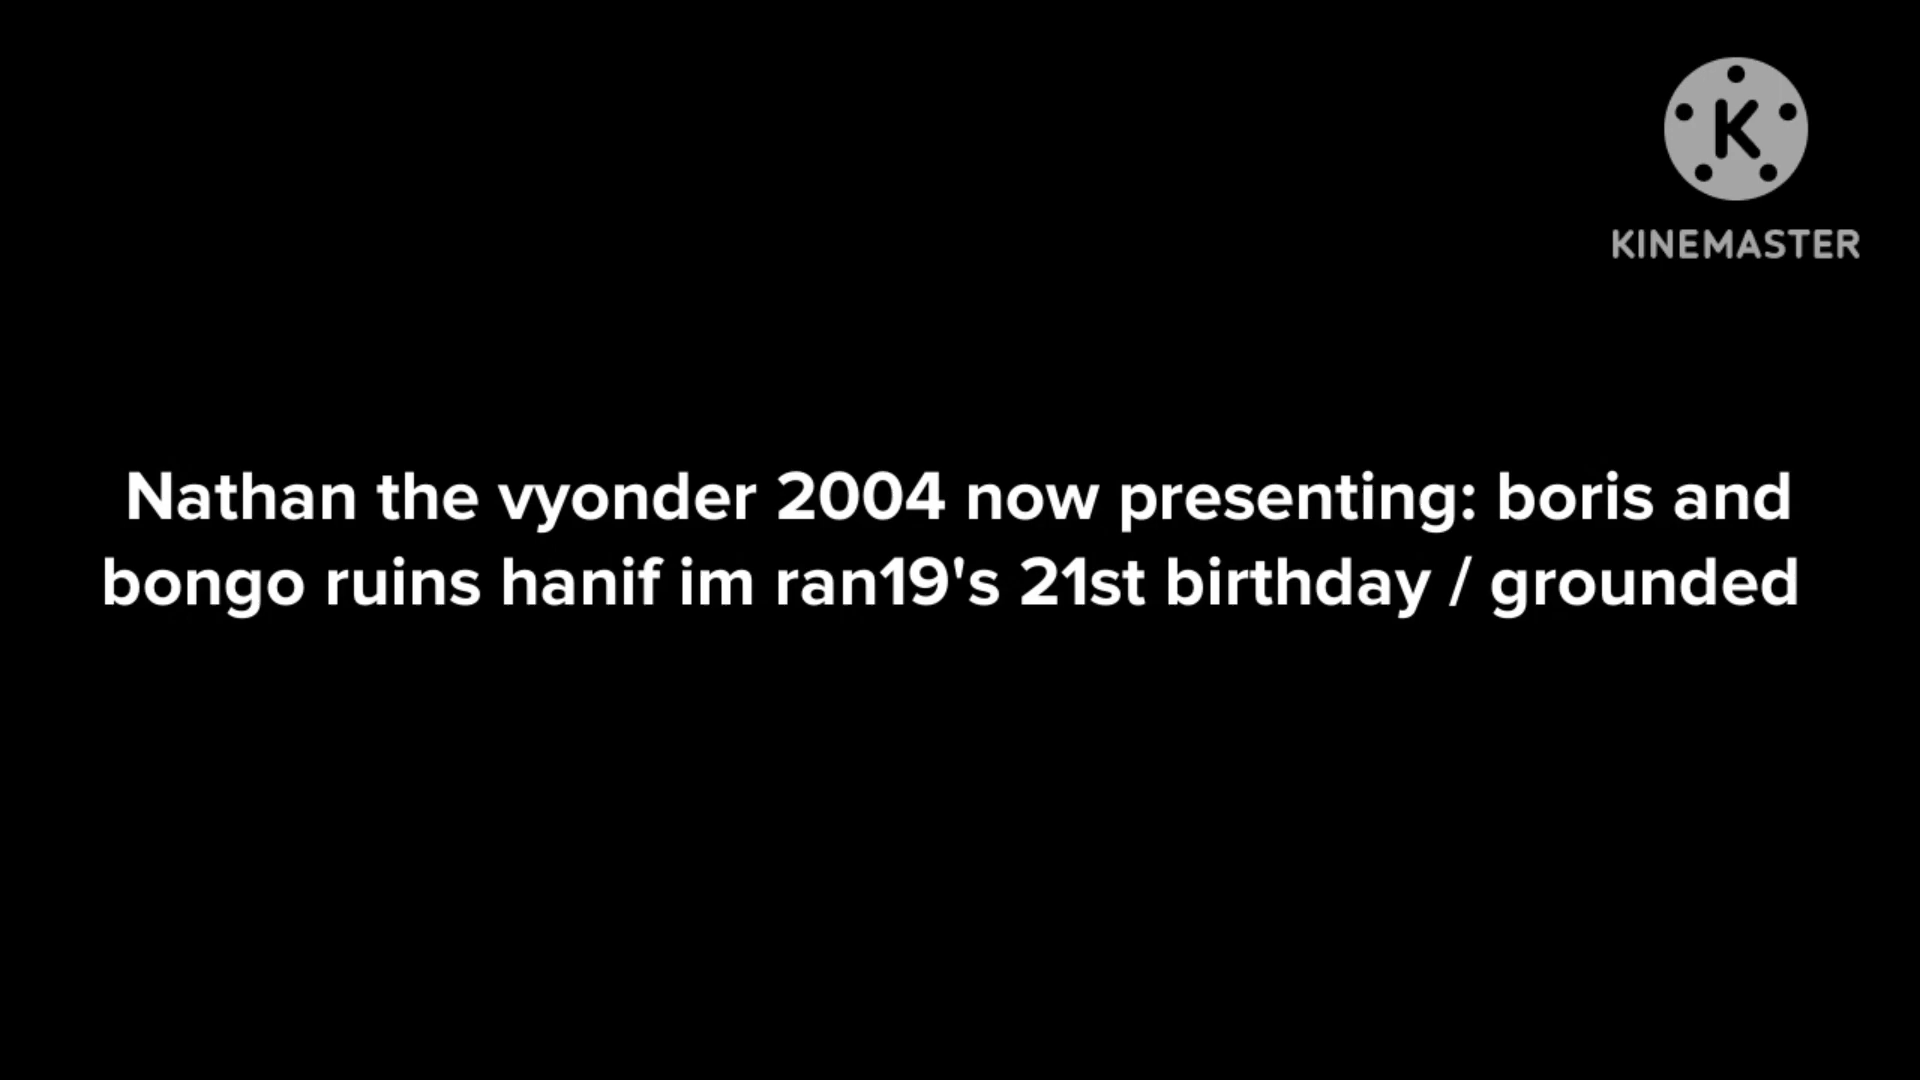 KINEMASTER
Nathan the vyonder 2004 now presenting: boris and
bongo ruins hanif im ran19's 21st birthday / grounded